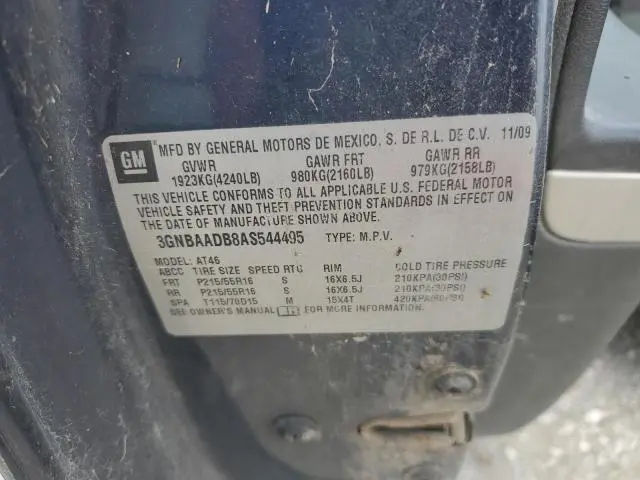 GM
MFD BY GENERAL MOTORS DE MEXICO, S. DE R.L. DE C.V. 11/09
GVWR GAWR FRT GAWR RR
1923KG(4240LB) 980KG(2160LB) 979KG(2158LB)
THIS VEHICLE CONFORMS TO ALL APPLICABLE U.S. FEDERAL MOTOR
VEHICLE SAFETY AND THEFT PREVENTION STANDARDS IN EFFECT ON
THE DATE OF MANUFACTURE SHOWN ABOVE.
3GNBAADB8AS544495 TYPE: M.P.V.
MODEL: AT46
ABCC TIRE SIZE SPEED RTG RIM COLD TIRE PRESSURE
FRT P215/55R16 S 16X6.5J 210KPA(30PSI)
RR P215/55R16 S 16X6.5J 210KPA(30PSI)
SPA T115/70D15 M 15X4T 420KPA(60PSI)
SEE OWNER'S MANUAL FOR MORE INFORMATION.